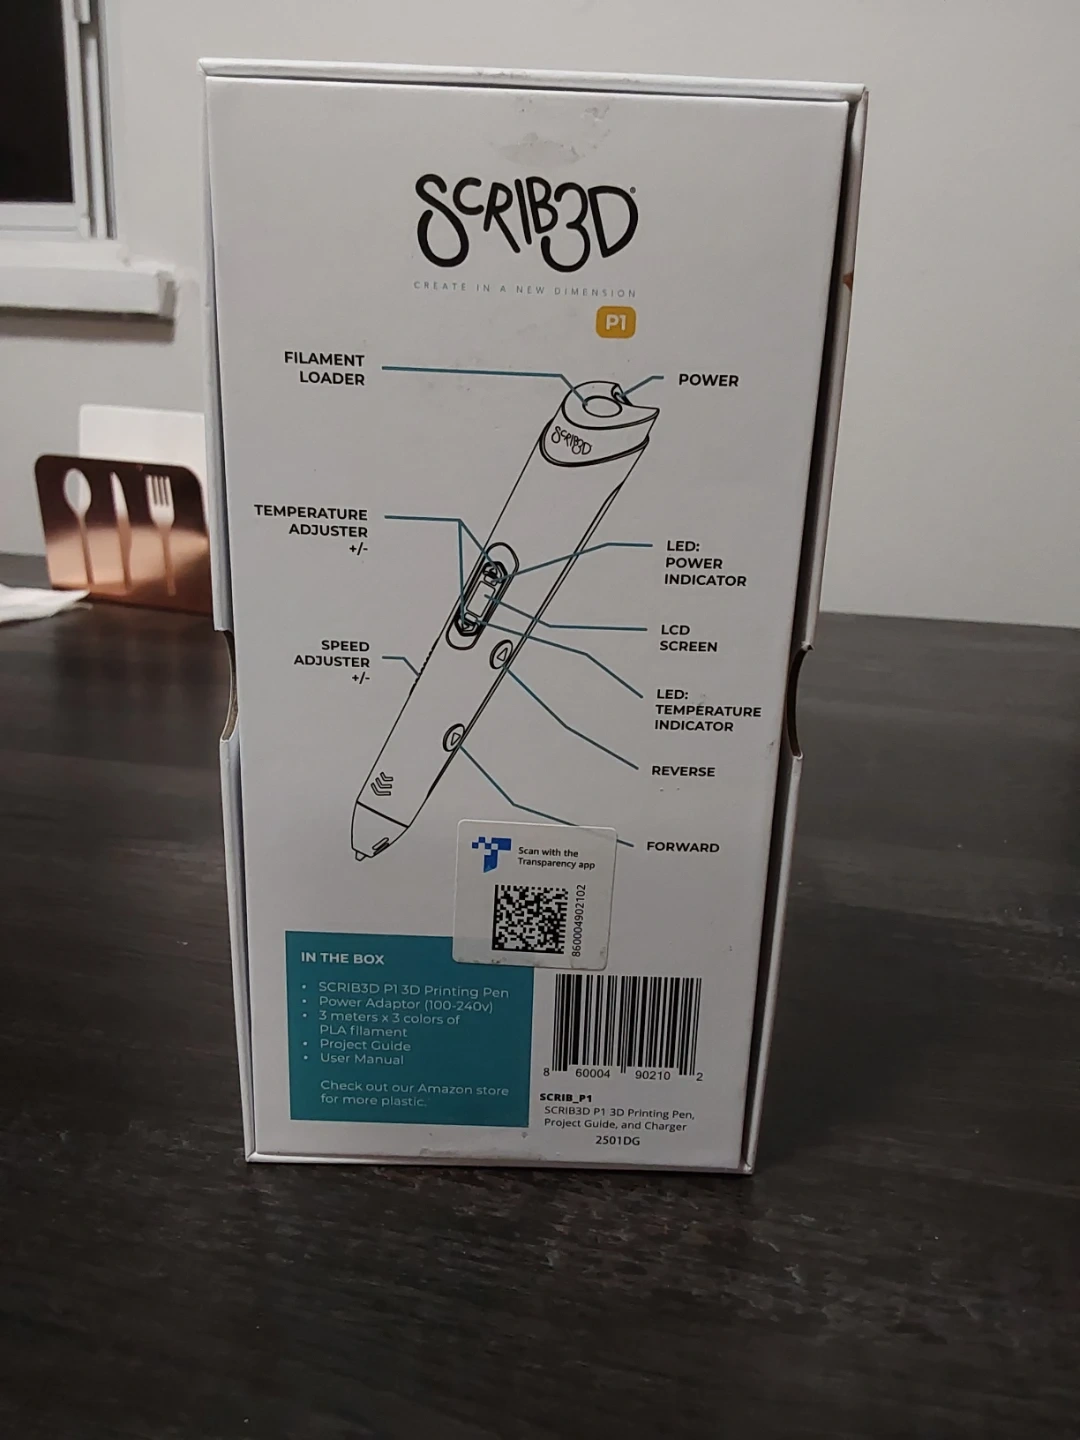 SCRIB3D®
CREATE IN A NEW DIMENSION
P1
FILAMENT
LOADER
POWER
SCRIB3D
TEMPERATURE
ADJUSTER
+/-
LED:
POWER
INDICATOR
LCD
SCREEN
SPEED
ADJUSTER
+/-
LED:
TEMPERATURE
INDICATOR
REVERSE
FORWARD
Scan with the
Transparency app
860004902102
IN THE BOX
• SCRIB3D P1 3D Printing Pen
• Power Adaptor (100-240v)
• 3 meters x 3 colors of
PLA filament
• Project Guide
• User Manual
Check out our Amazon store
for more plastic.
8 60004 90210 2
SCRIB_P1
SCRIB3D P1 3D Printing Pen,
Project Guide, and Charger
2501DG